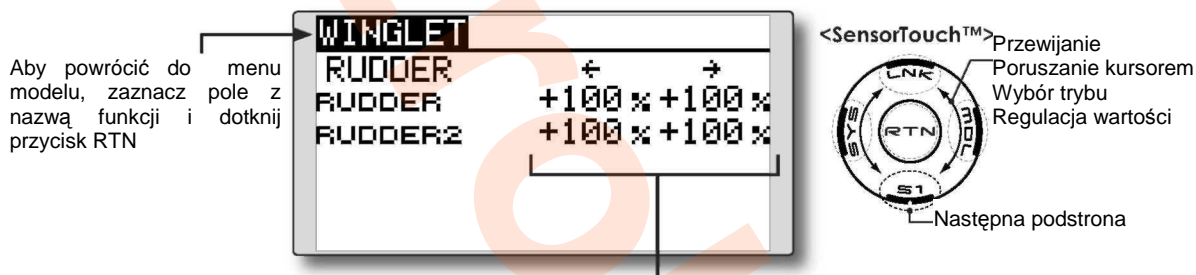 Aby powrócić do menu
modelu, zaznacz pole z
nazwą funkcji i dotknij
przycisk RTN
WINGLET
RUDDER ← →
RUDDER +100 % +100 %
RUDDER2 +100 % +100 %
<SensorTouch™>
Przewijanie
Poruszanie kursorem
Wybór trybu
Regulacja wartości
LNK
SYS
RTN
MDL
S1
Następna podstrona